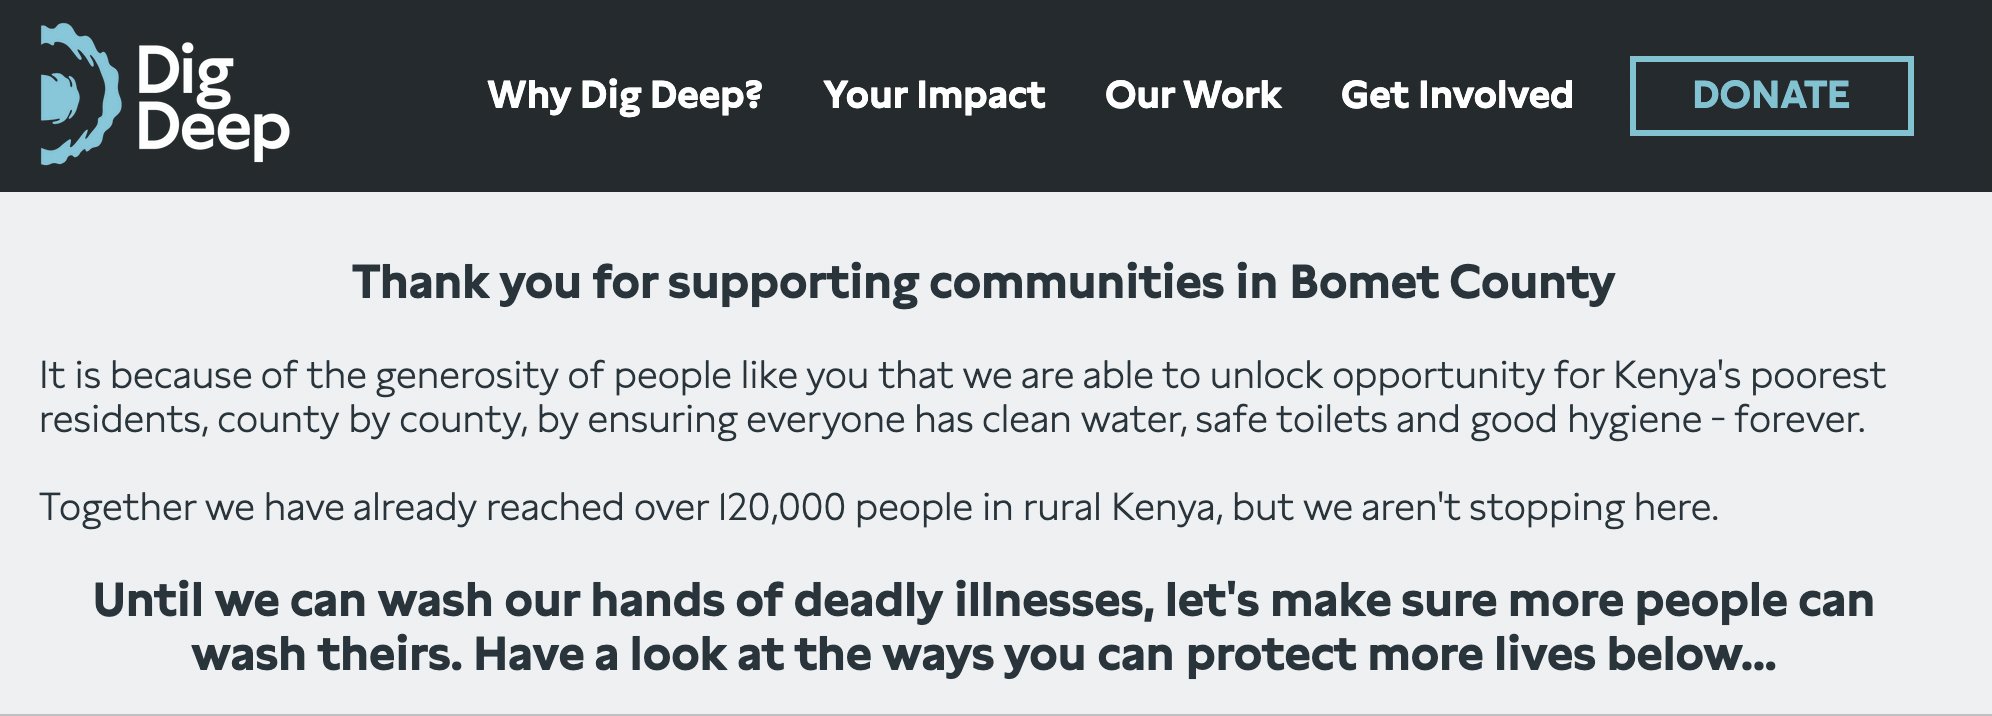 Dig
Deep
Why Dig Deep?
Your Impact
Our Work
Get Involved
DONATE
Thank you for supporting communities in Bomet County
It is because of the generosity of people like you that we are able to unlock opportunity for Kenya's poorest
residents, county by county, by ensuring everyone has clean water, safe toilets and good hygiene - forever.
Together we have already reached over 120,000 people in rural Kenya, but we aren't stopping here.
Until we can wash our hands of deadly illnesses, let's make sure more people can
wash theirs. Have a look at the ways you can protect more lives below...